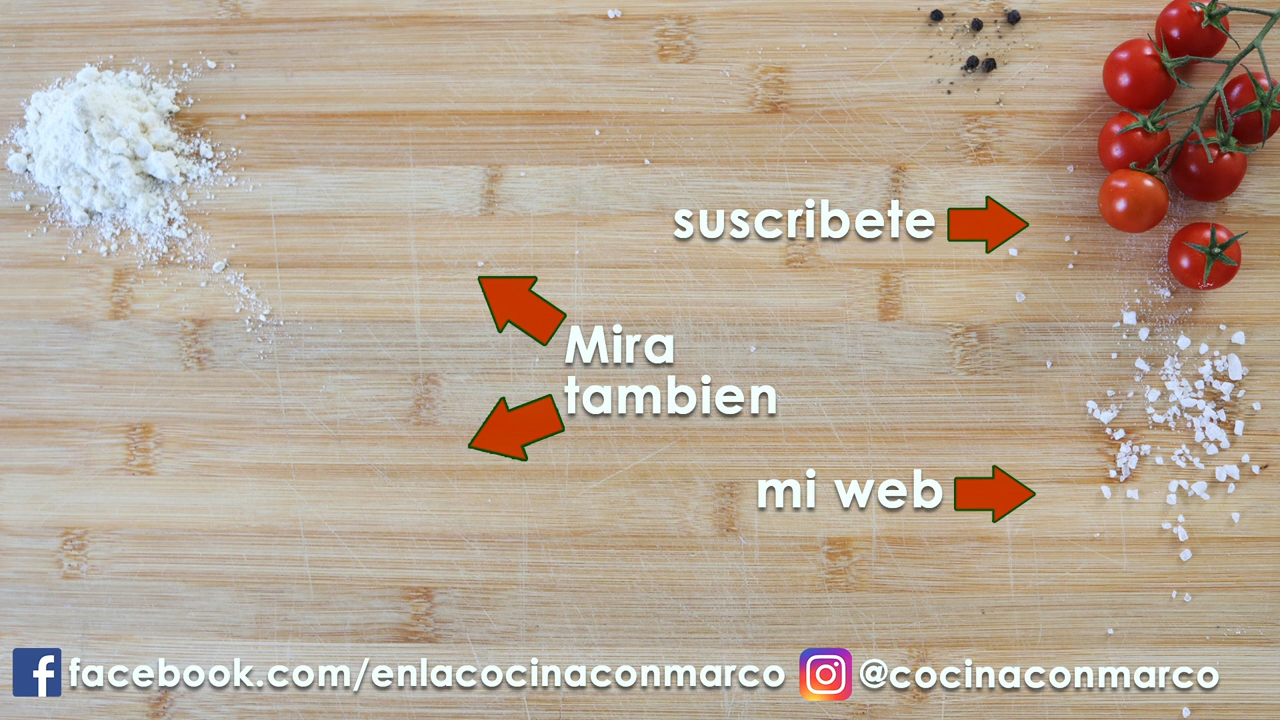 suscribete
Mira
tambien
mi web
facebook.com/enlacocinaconmarco
@cocinaconmarco